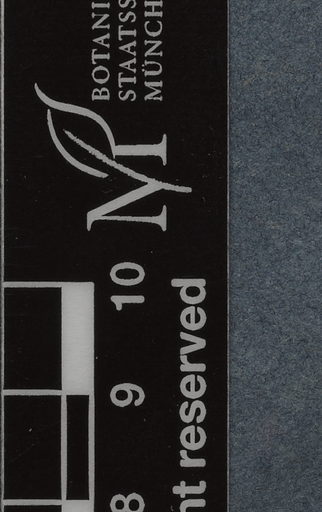 BOTANI
STAATSS
MÜNCH
8 9 10
nt reserved